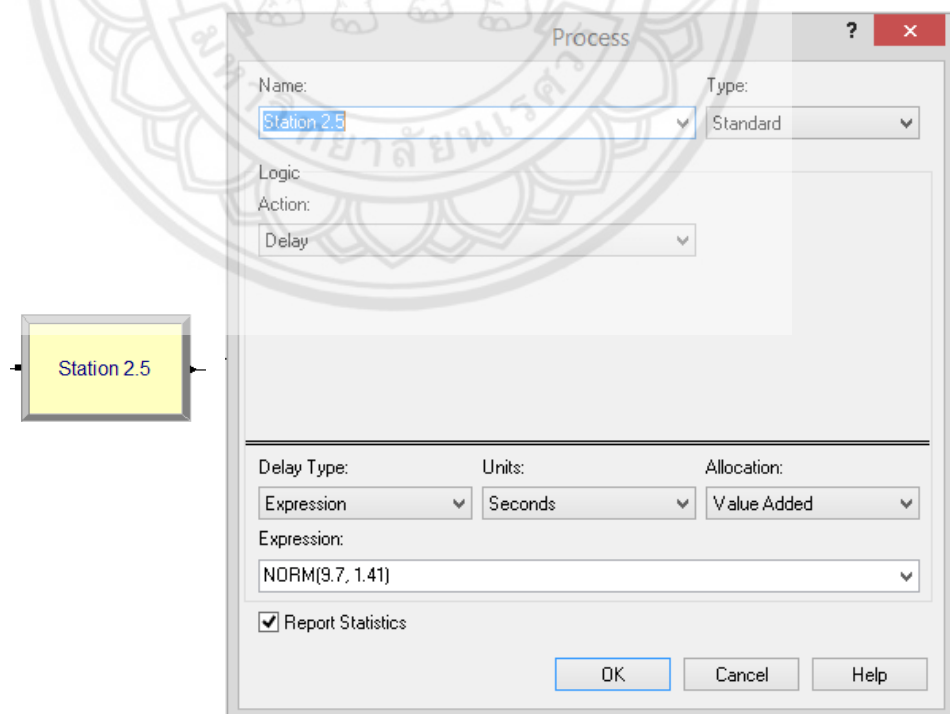 Process
?
×
Name:
Type:
Station 2.5
Standard
Logic
Action:
Delay
Station 2.5
Delay Type:
Units:
Allocation:
Expression
Seconds
Value Added
Expression:
NORM(9.7, 1.41)
Report Statistics
OK
Cancel
Help